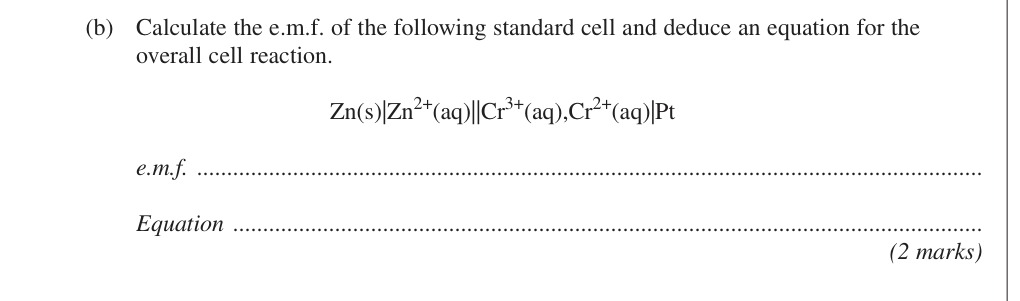 (b) Calculate the e.m.f. of the following standard cell and deduce an equation for the
overall cell reaction.
Zn(s)|Zn²⁺(aq)||Cr³⁺(aq),Cr²⁺(aq)|Pt
e.m.f. ....................................................................................................................................
Equation ..............................................................................................................................
(2 marks)